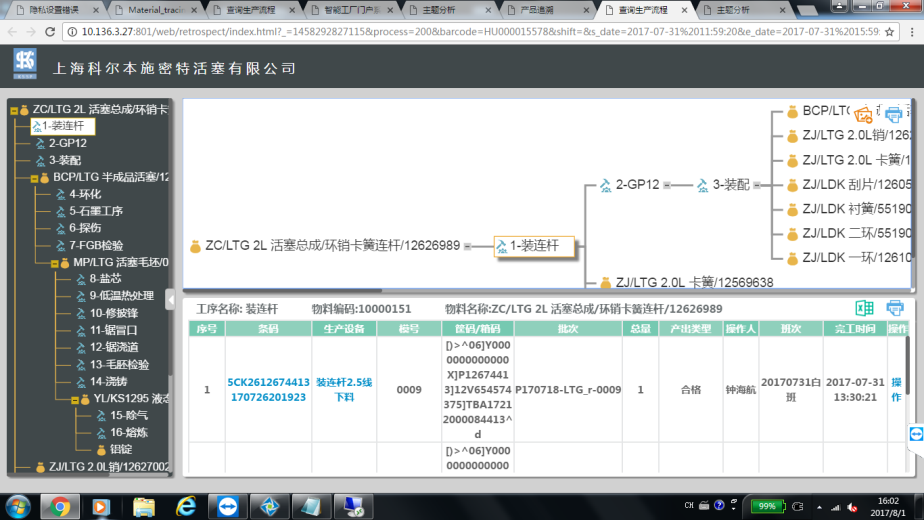 隐私设置错误
Material_tracin
查询生产流程
智能工厂门户
主题分析
产品追溯
查询生产流程
主题分析
10.136.3.27:801/web/retrospect/index.html?_=1458292827115&process=200&barcode=HU000015578&shift=&s_date=2017-07-31%2011:59:20&e_date=2017-07-31%2015:59:
上海科尔本施密特活塞有限公司
ZC/LTG 2L 活塞总成/环销卡
1-装连杆
2-GP12
3-装配
BCP/LTG 半成品活塞/12
4-环化
5-石墨工序
6-探伤
7-FGB检验
MP/LTG 活塞毛坯/0
8-盐芯
9-低温热处理
10-修披锋
11-锯冒口
12-锯浇道
13-毛胚检验
14-浇铸
YL/KS1295 液态
15-除气
16-熔炼
铝锭
ZJ/LTG 2.0L销/12627002
ZC/LTG 2L 活塞总成/环销卡簧连杆/12626989
1-装连杆
2-GP12
3-装配
BCP/LTG
ZJ/LTG 2.0L销/1262
ZJ/LTG 2.0L 卡簧/1
ZJ/LDK 刮片/12605
ZJ/LDK 衬簧/55190
ZJ/LDK 二环/55190
ZJ/LDK 一环/12610
ZJ/LTG 2.0L 卡簧/12569638
工序名称: 装连杆 物料编码:10000151 物料名称:ZC/LTG 2L 活塞总成/环销卡簧连杆/12626989
序号 条码 生产设备 模号 筐码/箱码 批次 总量 产出类型 操作人 班次 完工时间 操作
1
5CK2612674413
170726201923
装连杆2.5线
下料
0009
[)>^06]Y000
0000000000
X]P1267441
3]12V654574
375]TBA1721
2000084413^
d
P170718-LTG_r-0009
1
合格
钟海航
20170731白
班
2017-07-31
13:30:21
操
作
[)>^06]Y000
0000000000
CH
99%
16:02
2017/8/1